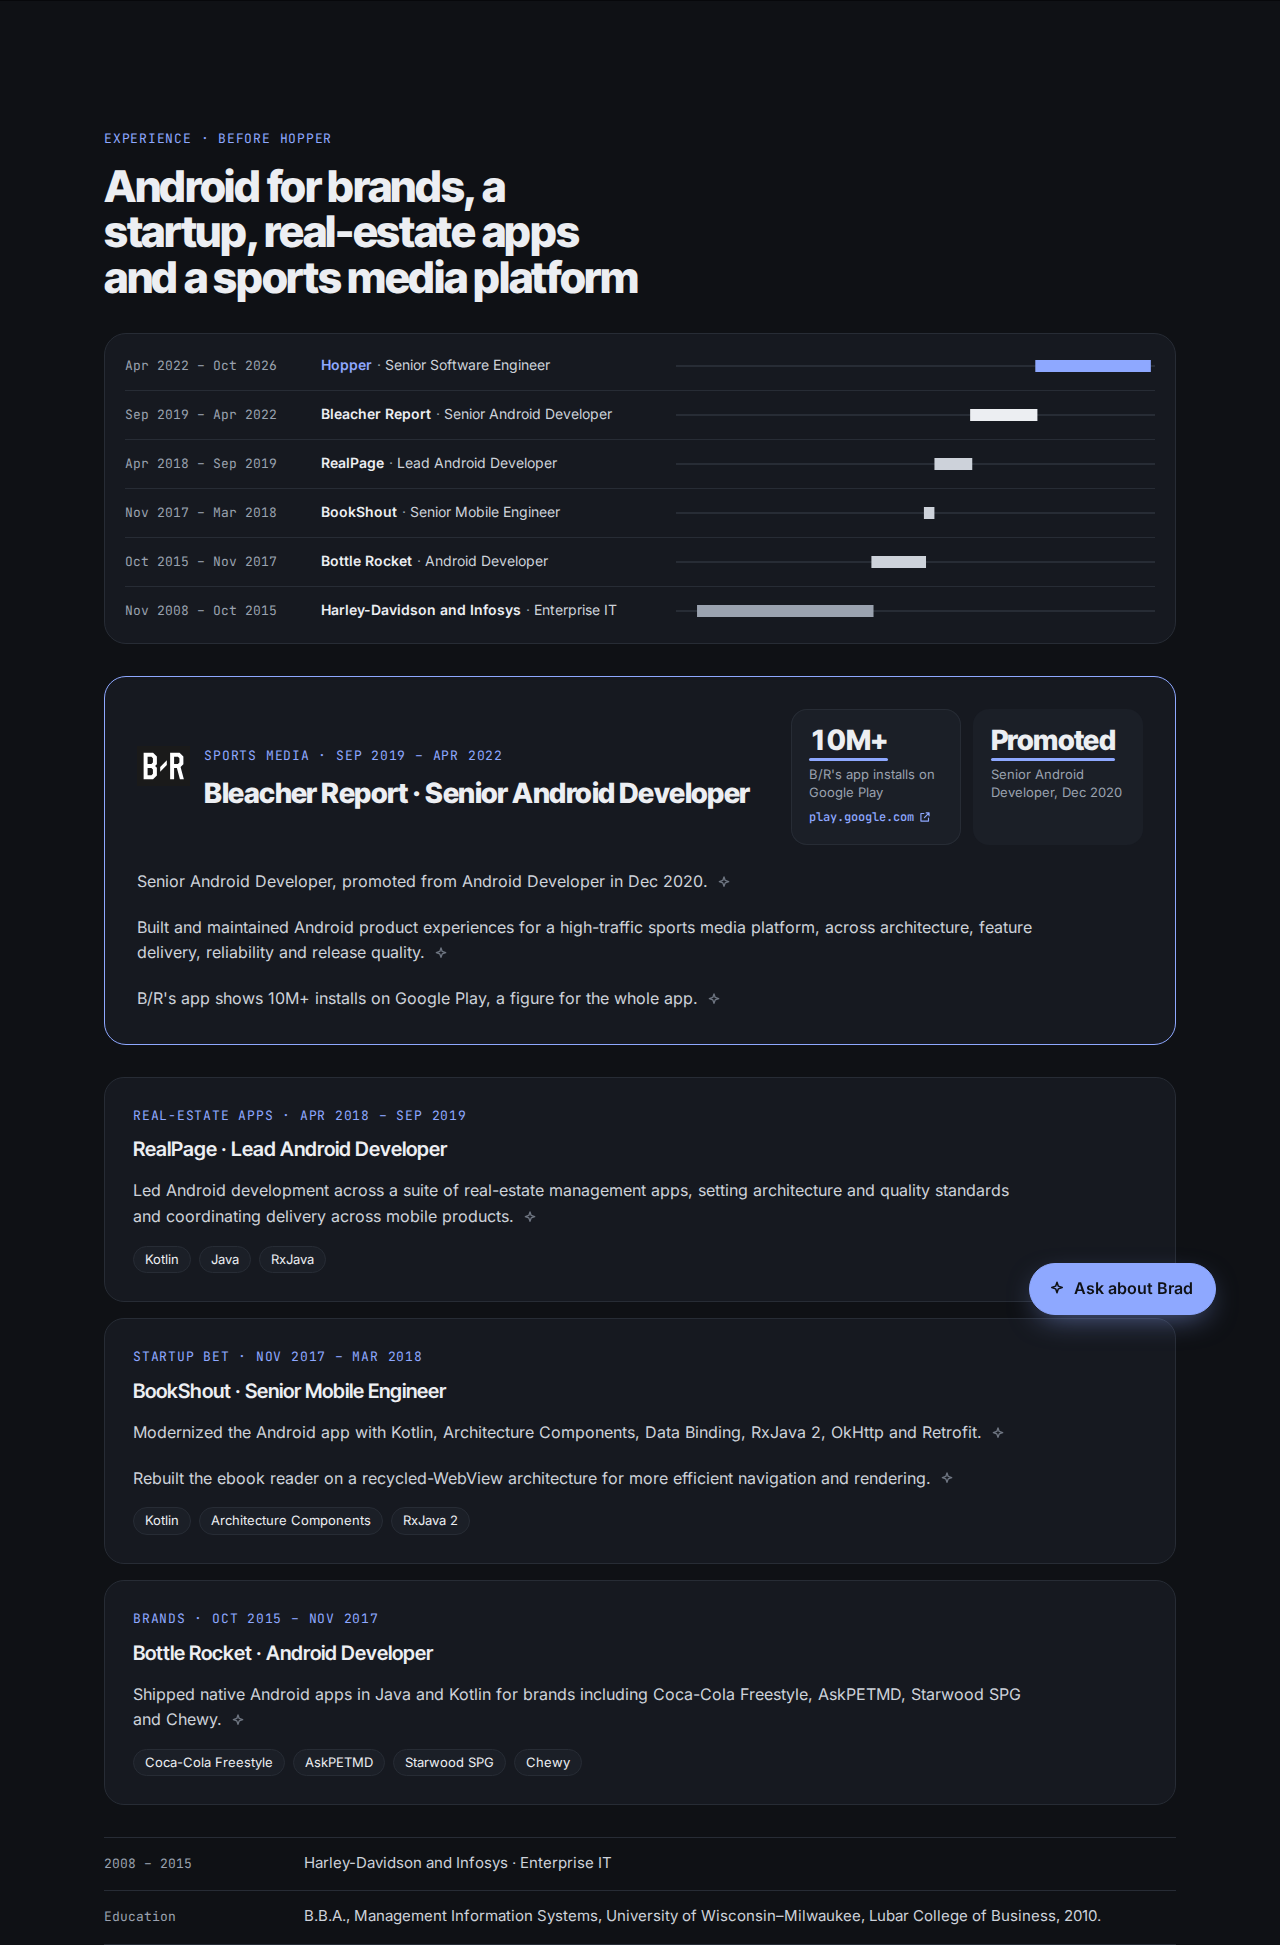 EXPERIENCE · BEFORE HOPPER
Android for brands, a
startup, real-estate apps
and a sports media platform
Apr 2022 – Oct 2026 Hopper · Senior Software Engineer
Sep 2019 – Apr 2022 Bleacher Report · Senior Android Developer
Apr 2018 – Sep 2019 RealPage · Lead Android Developer
Nov 2017 – Mar 2018 BookShout · Senior Mobile Engineer
Oct 2015 – Nov 2017 Bottle Rocket · Android Developer
Nov 2008 – Oct 2015 Harley-Davidson and Infosys · Enterprise IT
B/R
SPORTS MEDIA · SEP 2019 – APR 2022
Bleacher Report · Senior Android Developer
10M+
B/R's app installs on
Google Play
play.google.com
Promoted
Senior Android
Developer, Dec 2020
Senior Android Developer, promoted from Android Developer in Dec 2020.
Built and maintained Android product experiences for a high-traffic sports media platform, across architecture, feature
delivery, reliability and release quality.
B/R's app shows 10M+ installs on Google Play, a figure for the whole app.
REAL-ESTATE APPS · APR 2018 – SEP 2019
RealPage · Lead Android Developer
Led Android development across a suite of real-estate management apps, setting architecture and quality standards
and coordinating delivery across mobile products.
Kotlin Java RxJava
Ask about Brad
STARTUP BET · NOV 2017 – MAR 2018
BookShout · Senior Mobile Engineer
Modernized the Android app with Kotlin, Architecture Components, Data Binding, RxJava 2, OkHttp and Retrofit.
Rebuilt the ebook reader on a recycled-WebView architecture for more efficient navigation and rendering.
Kotlin Architecture Components RxJava 2
BRANDS · OCT 2015 – NOV 2017
Bottle Rocket · Android Developer
Shipped native Android apps in Java and Kotlin for brands including Coca-Cola Freestyle, AskPETMD, Starwood SPG
and Chewy.
Coca-Cola Freestyle AskPETMD Starwood SPG Chewy
2008 – 2015 Harley-Davidson and Infosys · Enterprise IT
Education B.B.A., Management Information Systems, University of Wisconsin–Milwaukee, Lubar College of Business, 2010.